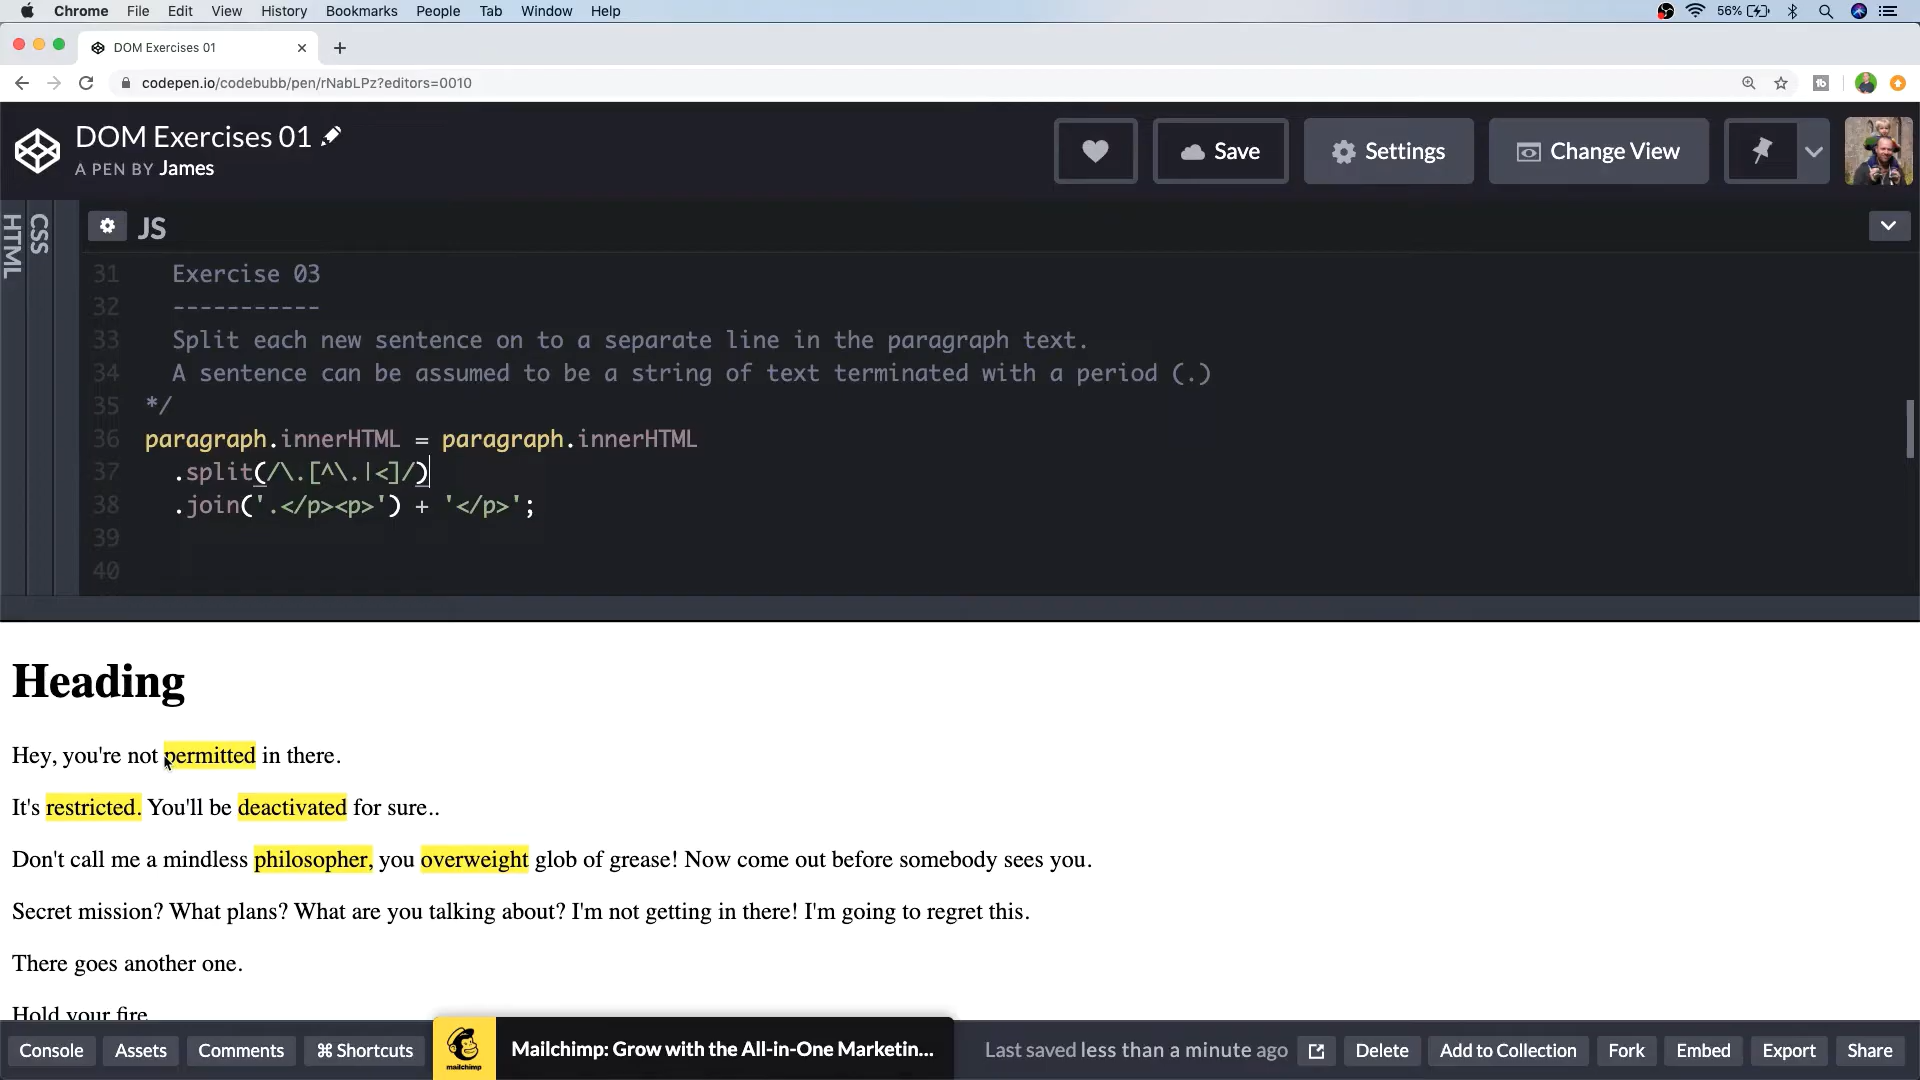 Chrome File Edit View History Bookmarks People Tab Window Help 56%
DOM Exercises 01
codepen.io/codebubb/pen/rNabLPz?editors=0010
DOM Exercises 01
A PEN BY James
Save
Settings
Change View
HTML
CSS
JS
31 Exercise 03
32 -----------
33 Split each new sentence on to a separate line in the paragraph text.
34 A sentence can be assumed to be a string of text terminated with a period (.)
35 */
36 paragraph.innerHTML = paragraph.innerHTML
37 .split(/\.[^\.|<]/)
38 .join('.</p><p>') + '</p>';
39
40
Heading
Hey, you're not permitted in there.
It's restricted. You'll be deactivated for sure..
Don't call me a mindless philosopher, you overweight glob of grease! Now come out before somebody sees you.
Secret mission? What plans? What are you talking about? I'm not getting in there! I'm going to regret this.
There goes another one.
Hold your fire.
Console Assets Comments ⌘ Shortcuts
mailchimp
Mailchimp: Grow with the All-in-One Marketin...
Last saved less than a minute ago
Delete Add to Collection Fork Embed Export Share